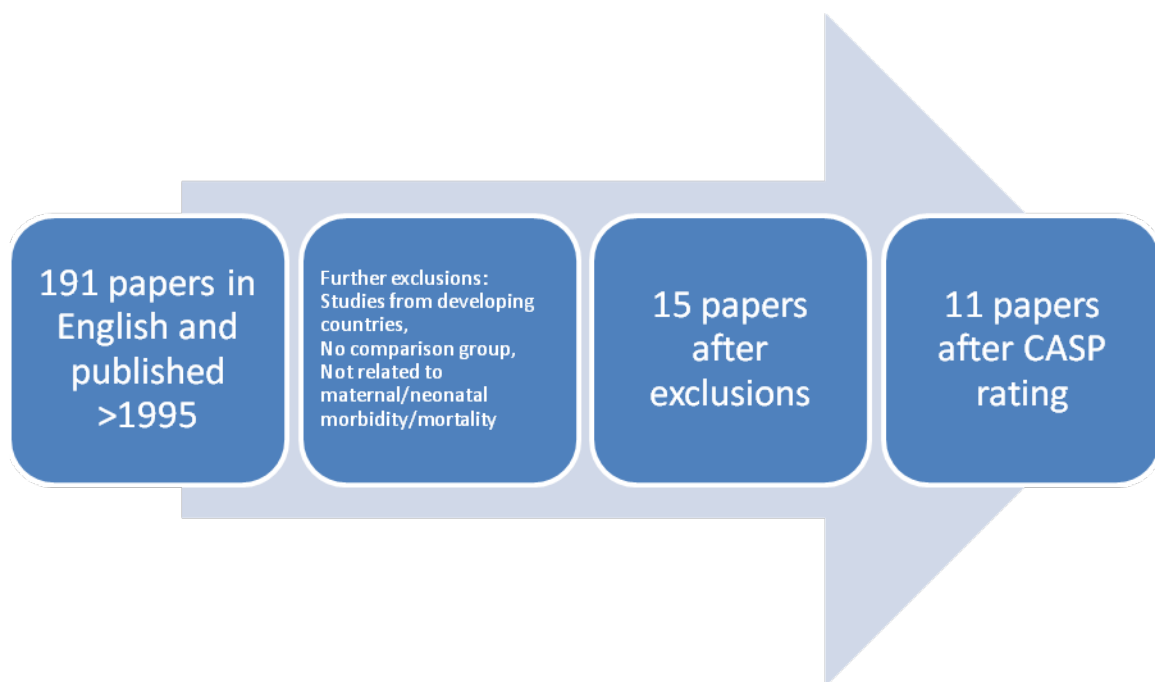 191 papers in
English and
published
>1995
Further exclusions:
Studies from developing
countries,
No comparison group,
Not related to
maternal/neonatal
morbidity/mortality
15 papers
after
exclusions
11 papers
after CASP
rating